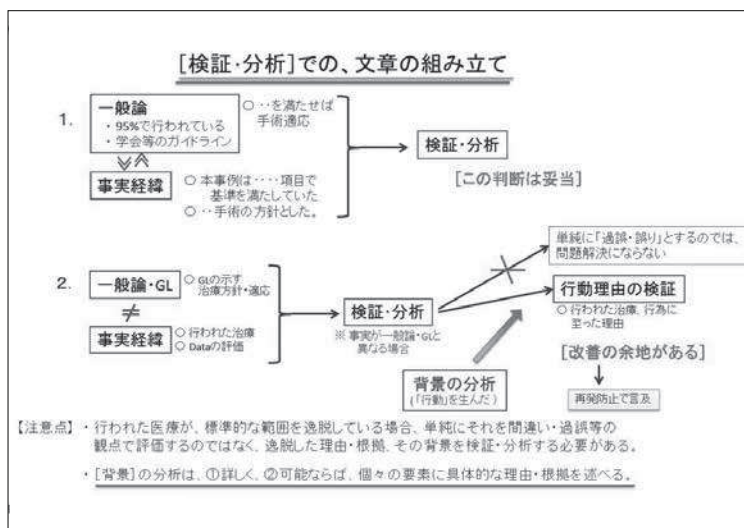 [検証・分析]での、文章の組み立て
1.
一般論
・95%で行われている
・学会等のガイドライン
○ ‥を満たせば
手術適応
事実経緯
○ 本事例は‥‥項目で
基準を満たしていた
○ ‥手術の方針とした。
検証・分析
[この判断は妥当]
2.
一般論・GL
○ GLの示す
治療方針・適応
≠
事実経緯
○ 行われた治療
○ Dataの評価
検証・分析
※ 事実が一般論・GLと
異なる場合
単純に「過誤・誤り」とするのでは、
問題解決にならない
行動理由の検証
○ 行われた治療、行為に
至った理由
[改善の余地がある]
再発防止で言及
背景の分析
(「行動」を生んだ)
【注意点】・行われた医療が、標準的な範囲を逸脱している場合、単純にそれを間違い・過誤等の
観点で評価するのではなく、逸脱した理由・根拠、その背景を検証・分析する必要がある。
・[背景]の分析は、①詳しく、②可能ならば、個々の要素に具体的な理由・根拠を述べる。